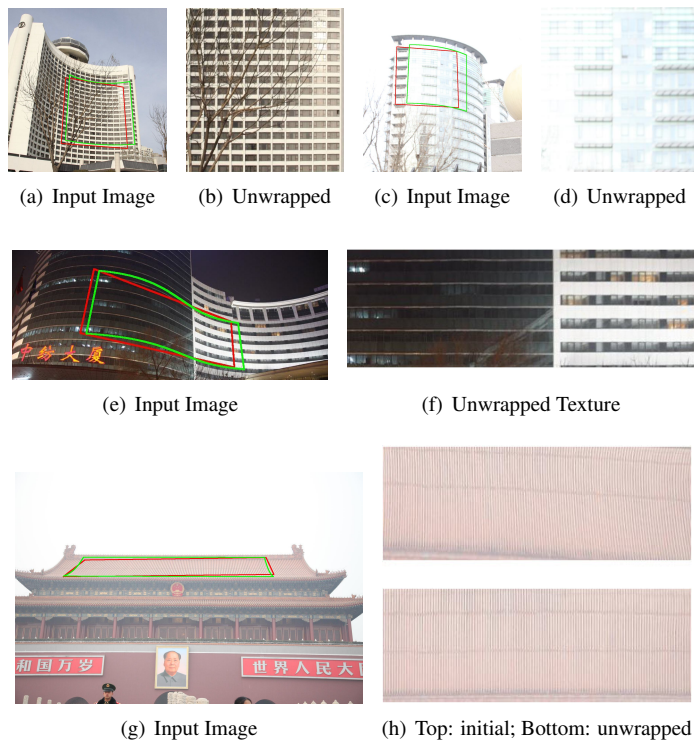 (a) Input Image
(b) Unwrapped
(c) Input Image
(d) Unwrapped
中纺大厦
(e) Input Image
(f) Unwrapped Texture
和国万岁
世界人民大
(g) Input Image
(h) Top: initial; Bottom: unwrapped